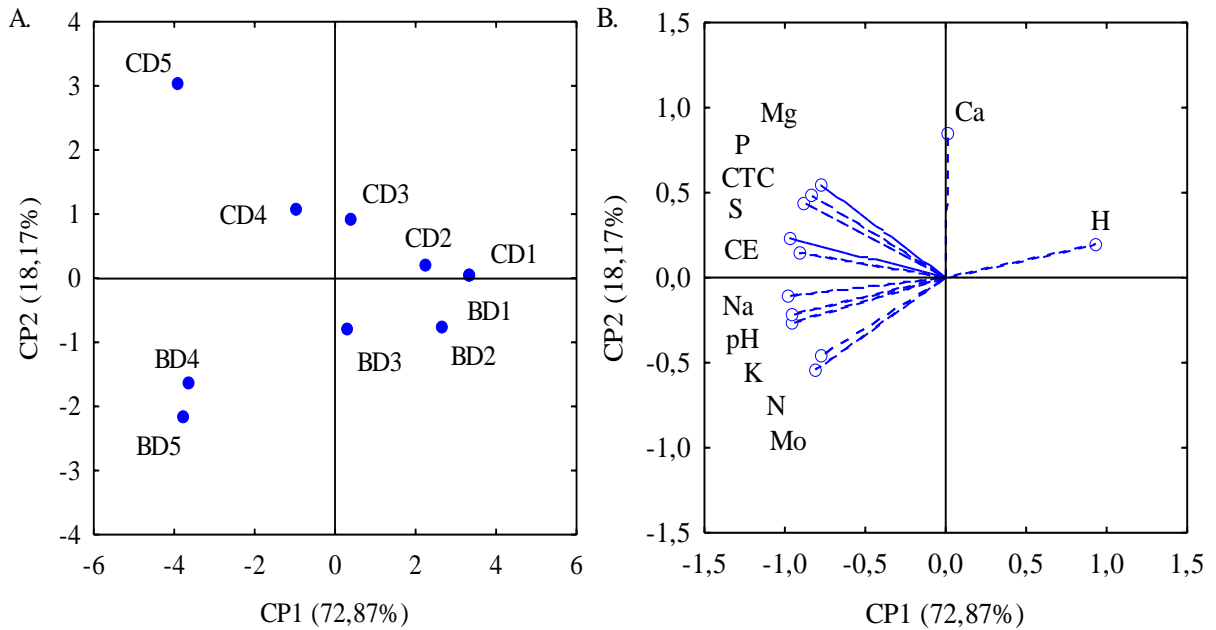 A.
4
3
2
1
0
-1
-2
-3
-4
CP2 (18,17%)
CD5
CD4
CD3
CD2
CD1
BD1
BD2
BD3
BD4
BD5
-6
-4
-2
0
2
4
6
CP1 (72,87%)
B.
1,5
1,0
0,5
0,0
-0,5
-1,0
-1,5
CP2 (18,17%)
Mg
Ca
P
CTC
S
H
CE
Na
pH
K
N
Mo
-1,5
-1,0
-0,5
0,0
0,5
1,0
1,5
CP1 (72,87%)